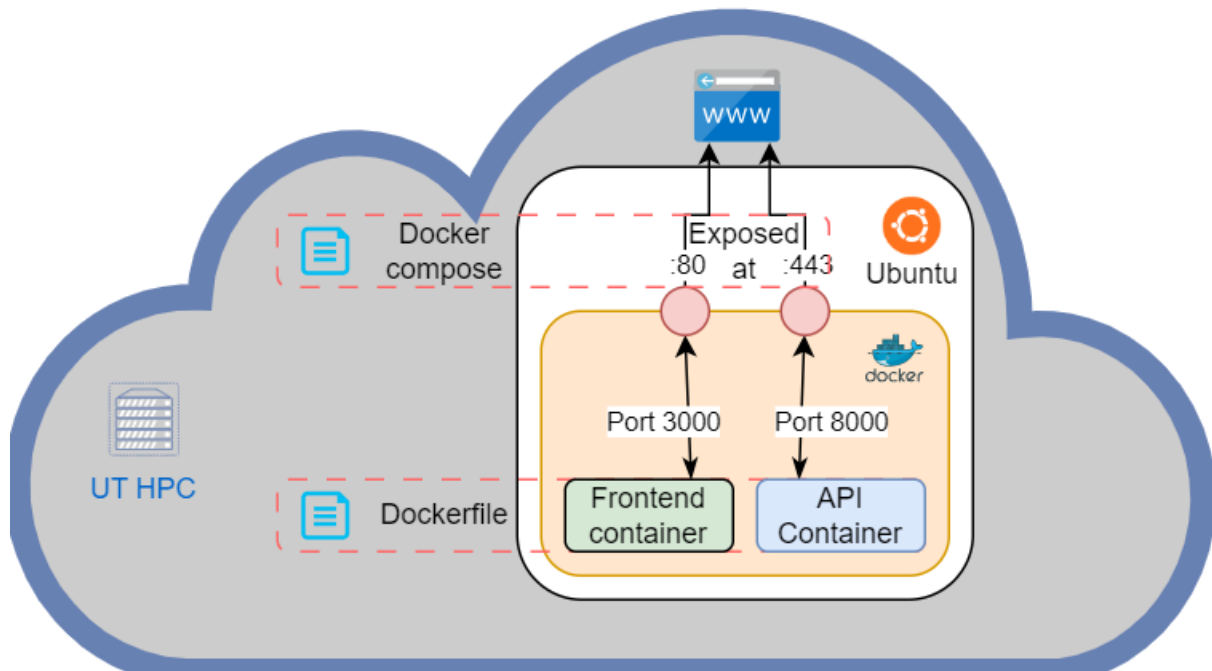 www
Docker
compose
Exposed
at
:80
:443
Ubuntu
docker
Port 3000
Port 8000
UT HPC
Dockerfile
Frontend
container
API
Container